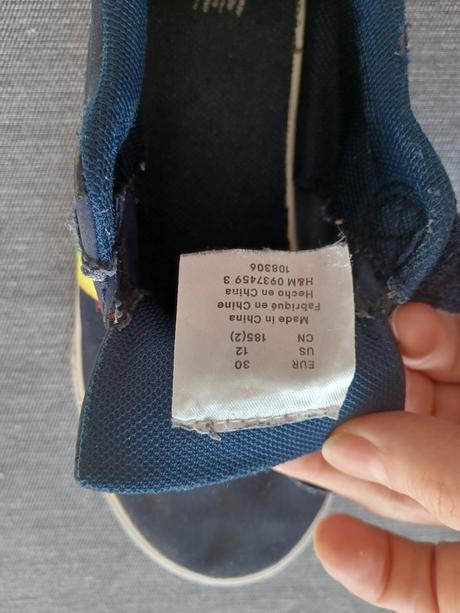 EUR 30
US 12
CN 185(2)
Made in China
Fabriqué en Chine
Hecho en China
H&M 0937459 3
108306